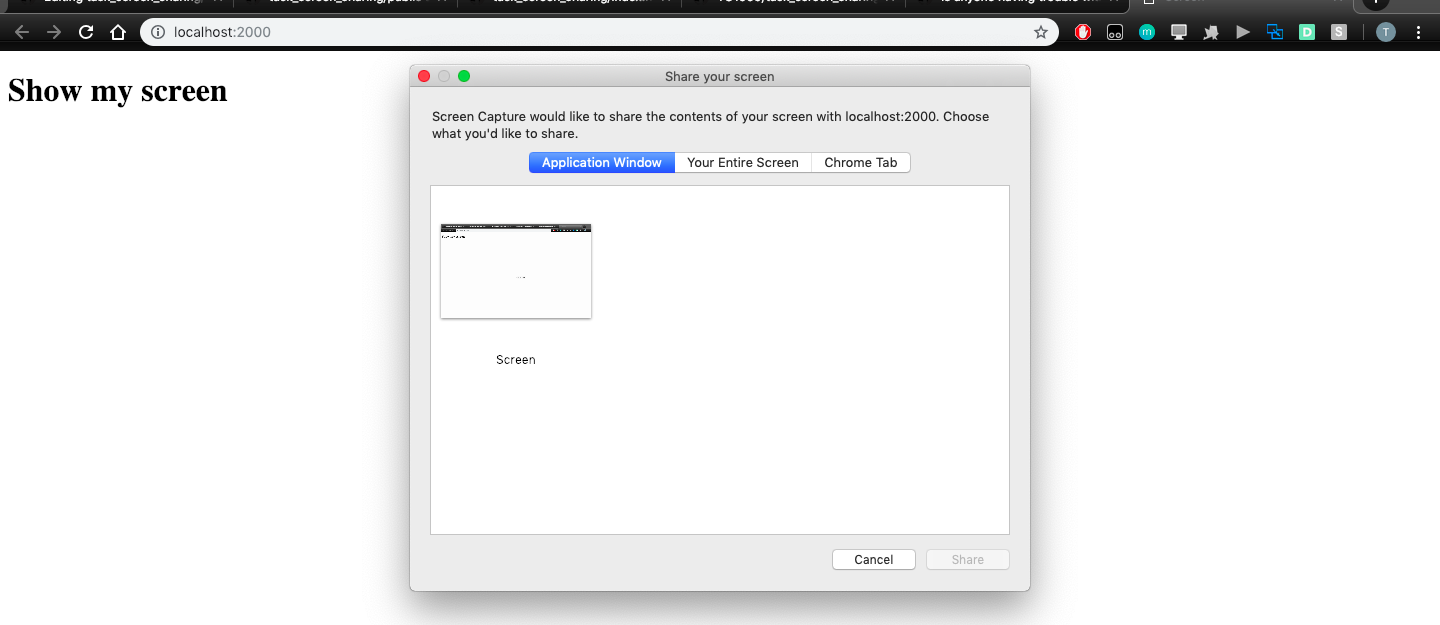 localhost:2000
T
Show my screen
Share your screen
Screen Capture would like to share the contents of your screen with localhost:2000. Choose
what you'd like to share.
Application Window Your Entire Screen Chrome Tab
Screen
Cancel Share